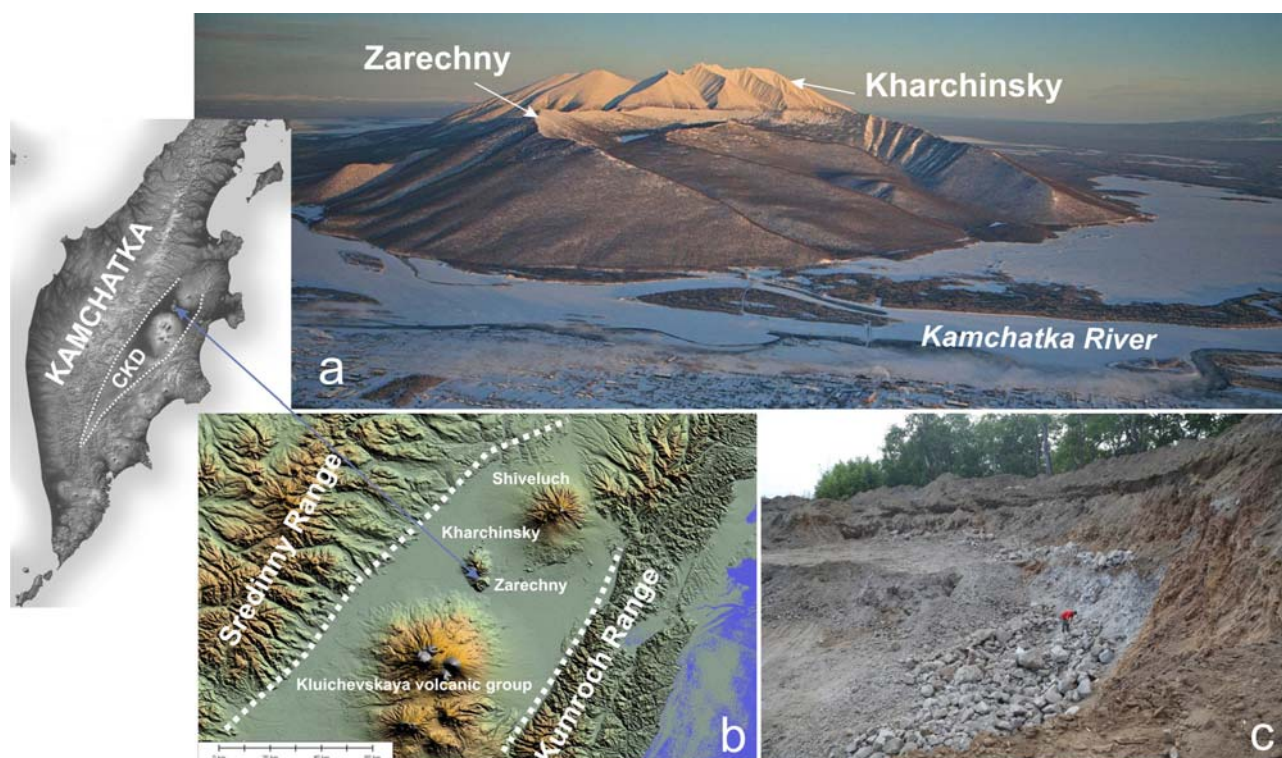 Zarechny
Kharchinsky
KAMCHATKA
CKD
a
Kamchatka River
Sredinny Range
Shiveluch
Kharchinsky
Zarechny
Kluichevskaya volcanic group
Kumroch Range
b
c